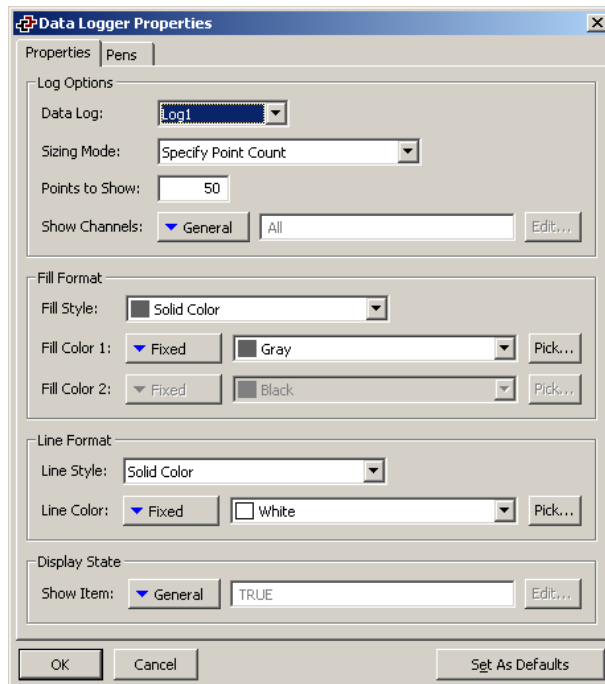 Data Logger Properties
Properties Pens
Log Options
Data Log: Log1
Sizing Mode: Specify Point Count
Points to Show: 50
Show Channels: General All Edit...
Fill Format
Fill Style: Solid Color
Fill Color 1: Fixed Gray Pick...
Fill Color 2: Fixed Black Pick...
Line Format
Line Style: Solid Color
Line Color: Fixed White Pick...
Display State
Show Item: General TRUE Edit...
OK Cancel Set As Defaults